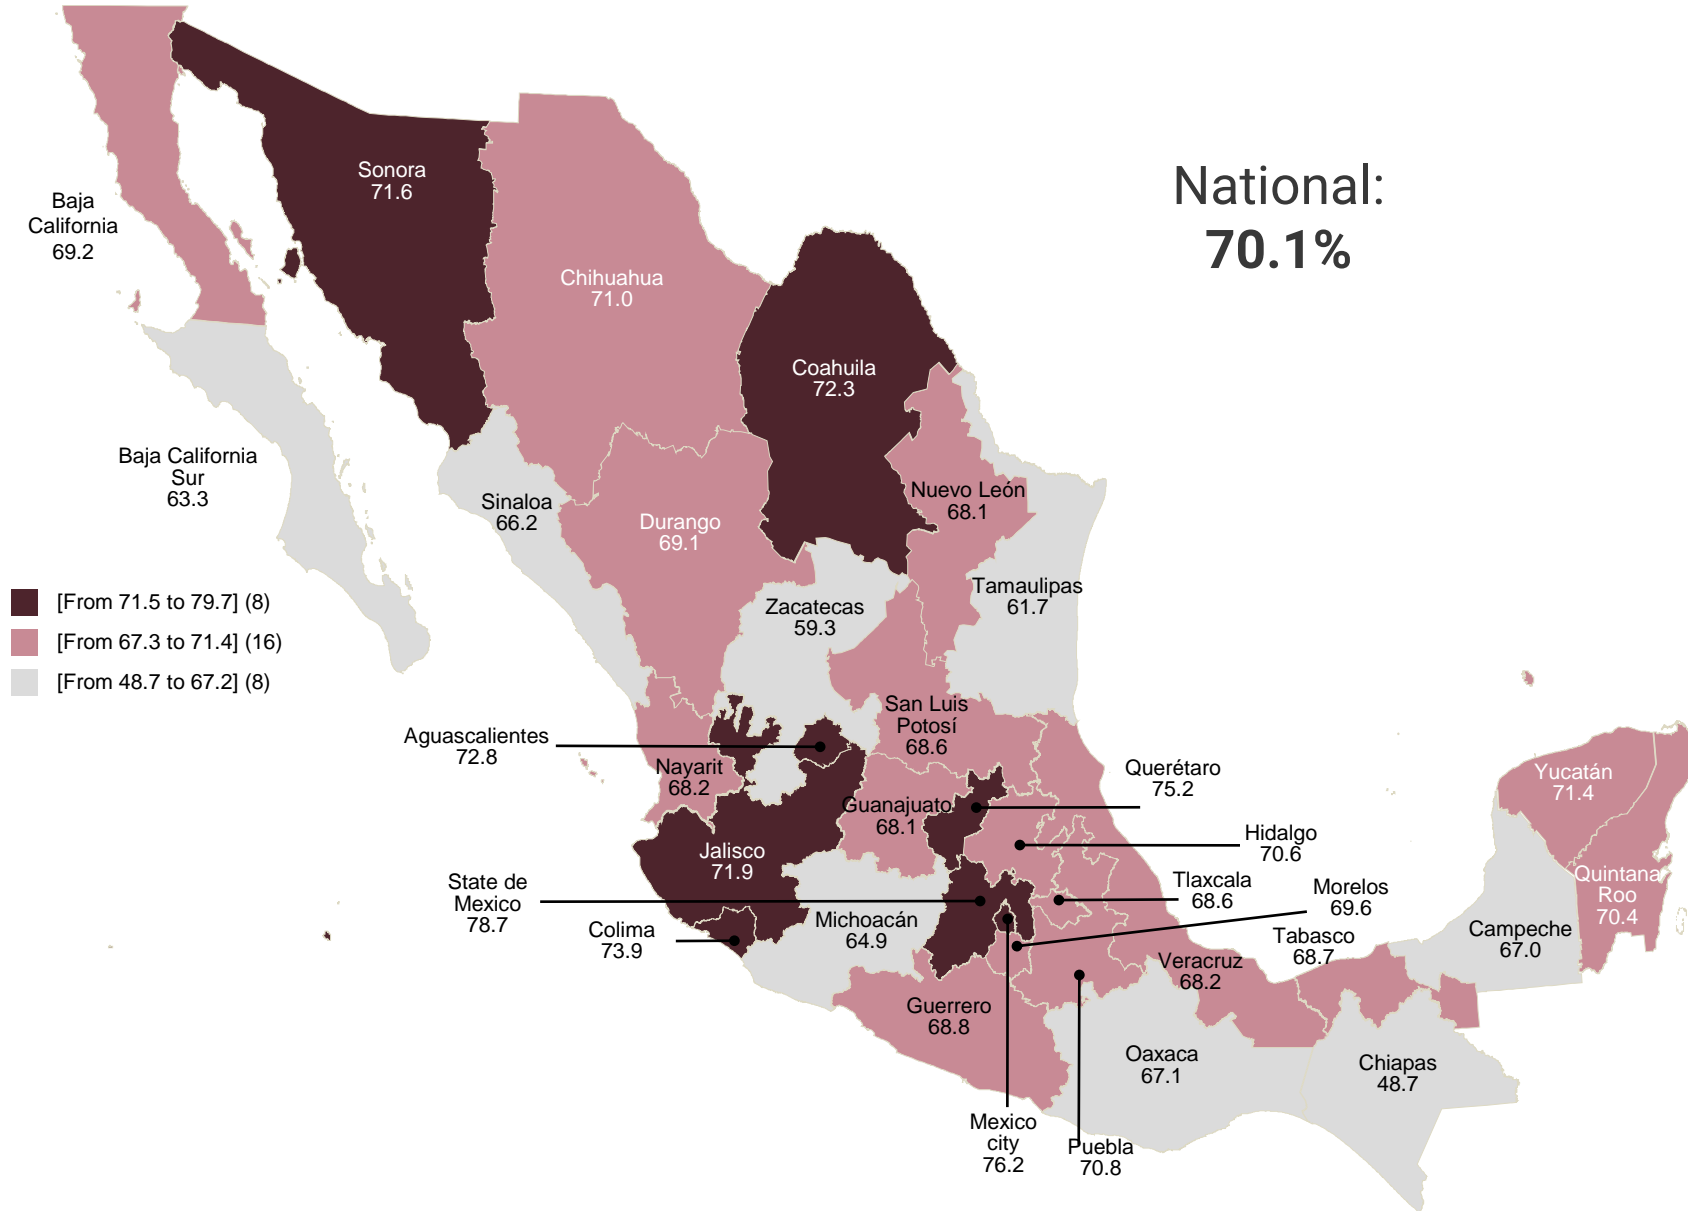 National:
70.1%
Sonora
71.6
Baja
California
69.2
Chihuahua
71.0
Coahuila
72.3
Baja California
Sur
63.3
Sinaloa
66.2
Nuevo León
68.1
Durango
69.1
Tamaulipas
61.7
Zacatecas
59.3
[From 71.5 to 79.7] (8)
[From 67.3 to 71.4] (16)
[From 48.7 to 67.2] (8)
San Luis
Potosí
68.6
Aguascalientes
72.8
Nayarit
68.2
Querétaro
75.2
Yucatán
71.4
Guanajuato
68.1
Hidalgo
70.6
Jalisco
71.9
State de
Mexico
78.7
Tlaxcala
68.6
Morelos
69.6
Quintana
Roo
70.4
Michoacán
64.9
Colima
73.9
Campeche
67.0
Tabasco
68.7
Veracruz
68.2
Guerrero
68.8
Oaxaca
67.1
Chiapas
48.7
Mexico
city
76.2
Puebla
70.8